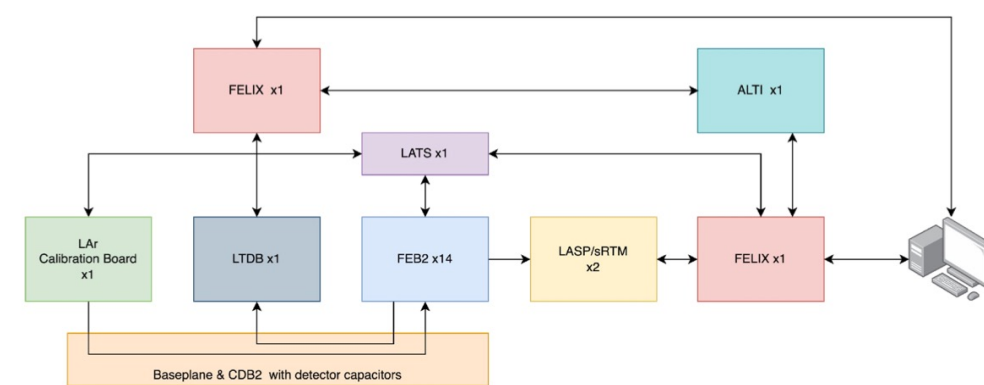 FELIX x1
ALTI x1
LATS x1
LAr
Calibration Board
x1
LTDB x1
FEB2 x14
LASP/sRTM
x2
FELIX x1
Baseplane & CDB2 with detector capacitors